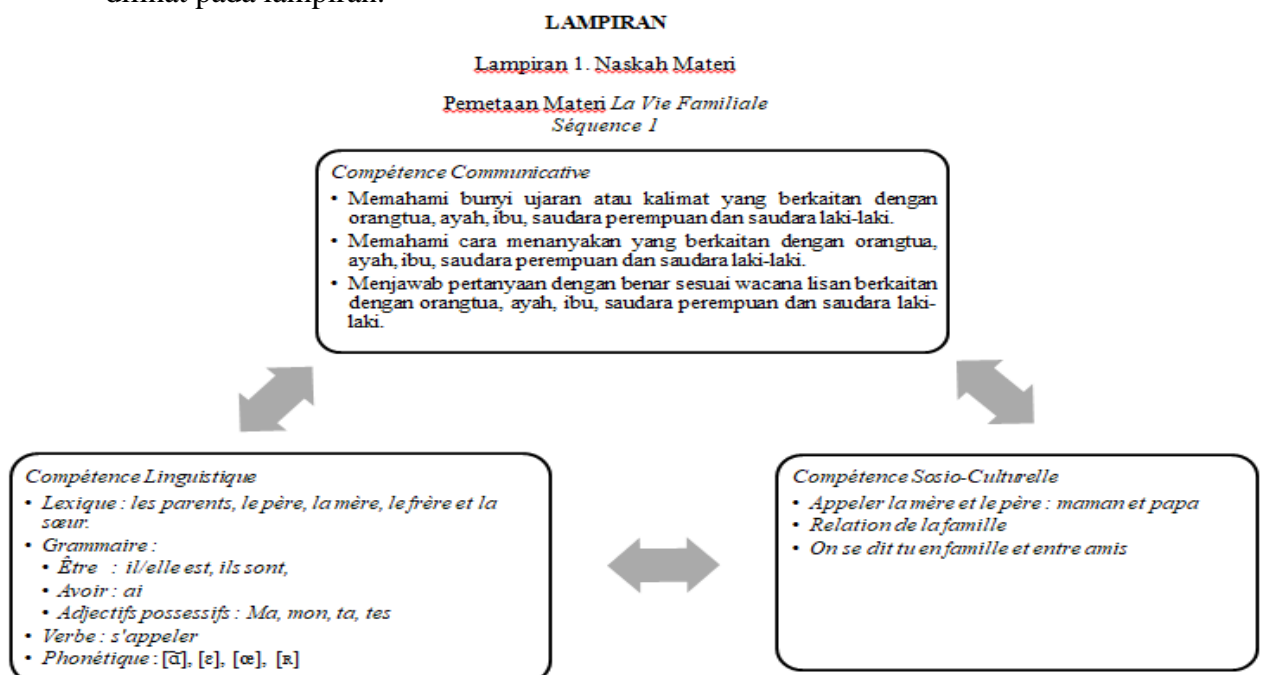 dilihat pada lampiran.
LAMPIRAN
Lampiran 1. Naskah Materi
Pemetaan Materi La Vie Familiale
Séquence 1
Compétence Communicative
• Memahami bunyi ujaran atau kalimat yang berkaitan dengan
orangtua, ayah, ibu, saudara perempuan dan saudara laki-laki.
• Memahami cara menanyakan yang berkaitan dengan orangtua,
ayah, ibu, saudara perempuan dan saudara laki-laki.
• Menjawab pertanyaan dengan benar sesuai wacana lisan berkaitan
dengan orangtua, ayah, ibu, saudara perempuan dan saudara laki-
laki.
Compétence Linguistique
• Lexique : les parents, le père, la mère, le frère et la
sœur.
• Grammaire :
• Être : il/elle est, ils sont,
• Avoir : ai
• Adjectifs possessifs : Ma, mon, ta, tes
• Verbe : s'appeler
• Phonétique : [ɑ̃], [ɛ], [œ], [ʀ]
Compétence Sosio-Culturelle
• Appeler la mère et le père : maman et papa
• Relation de la famille
• On se dit tu en famille et entre amis